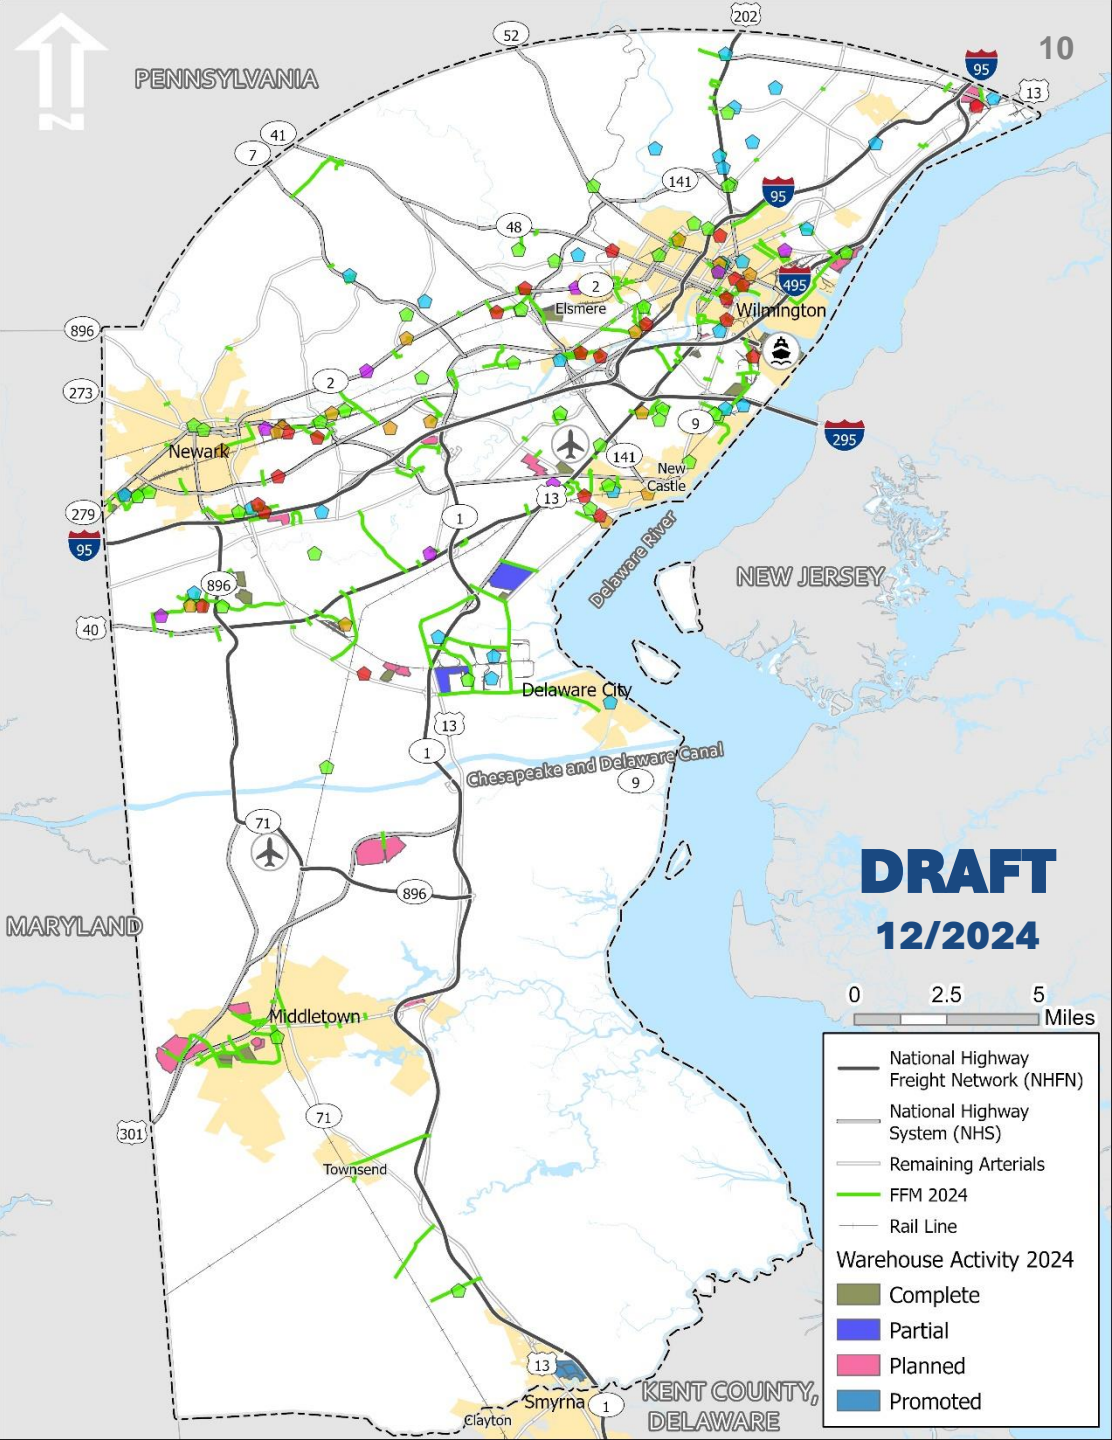 202
52
10
95
13
PENNSYLVANIA
41
7
141
95
48
495
2
Elsmere
Wilmington
896
273
2
9
295
Newark
141
New
Castle
279
13
1
95
Delaware River
NEW JERSEY
896
40
Delaware City
13
1
Chesapeake and Delaware Canal
9
71
DRAFT
896
MARYLAND
12/2024
0 2.5 5
Miles
Middletown
National Highway
Freight Network (NHFN)
National Highway
System (NHS)
71
301
Townsend
Remaining Arterials
FFM 2024
Rail Line
Warehouse Activity 2024
Complete
Partial
Planned
Promoted
13
Smyrna
1
Clayton
KENT COUNTY,
DELAWARE
N